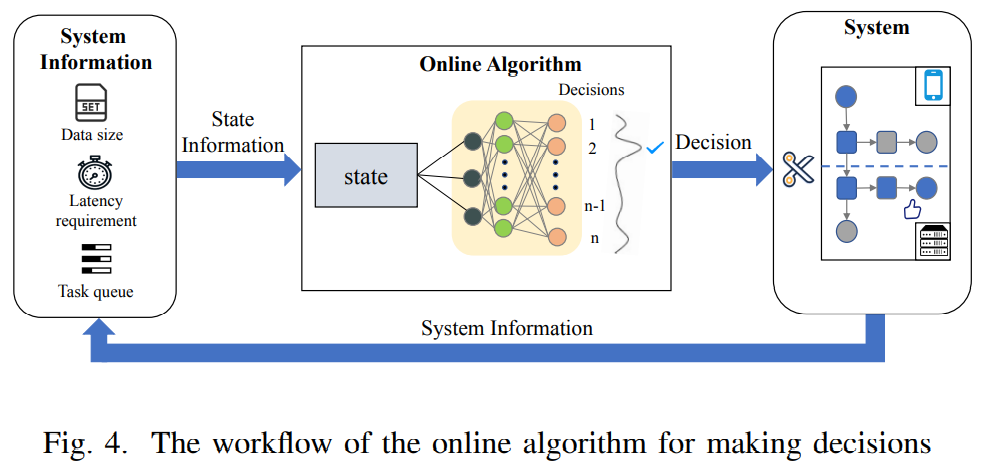 System
Information
SET
Data size
Latency
requirement
Task queue
State
Information
Online Algorithm
Decisions
state
1
2
n-1
n
Decision
System
System Information
Fig. 4. The workflow of the online algorithm for making decisions